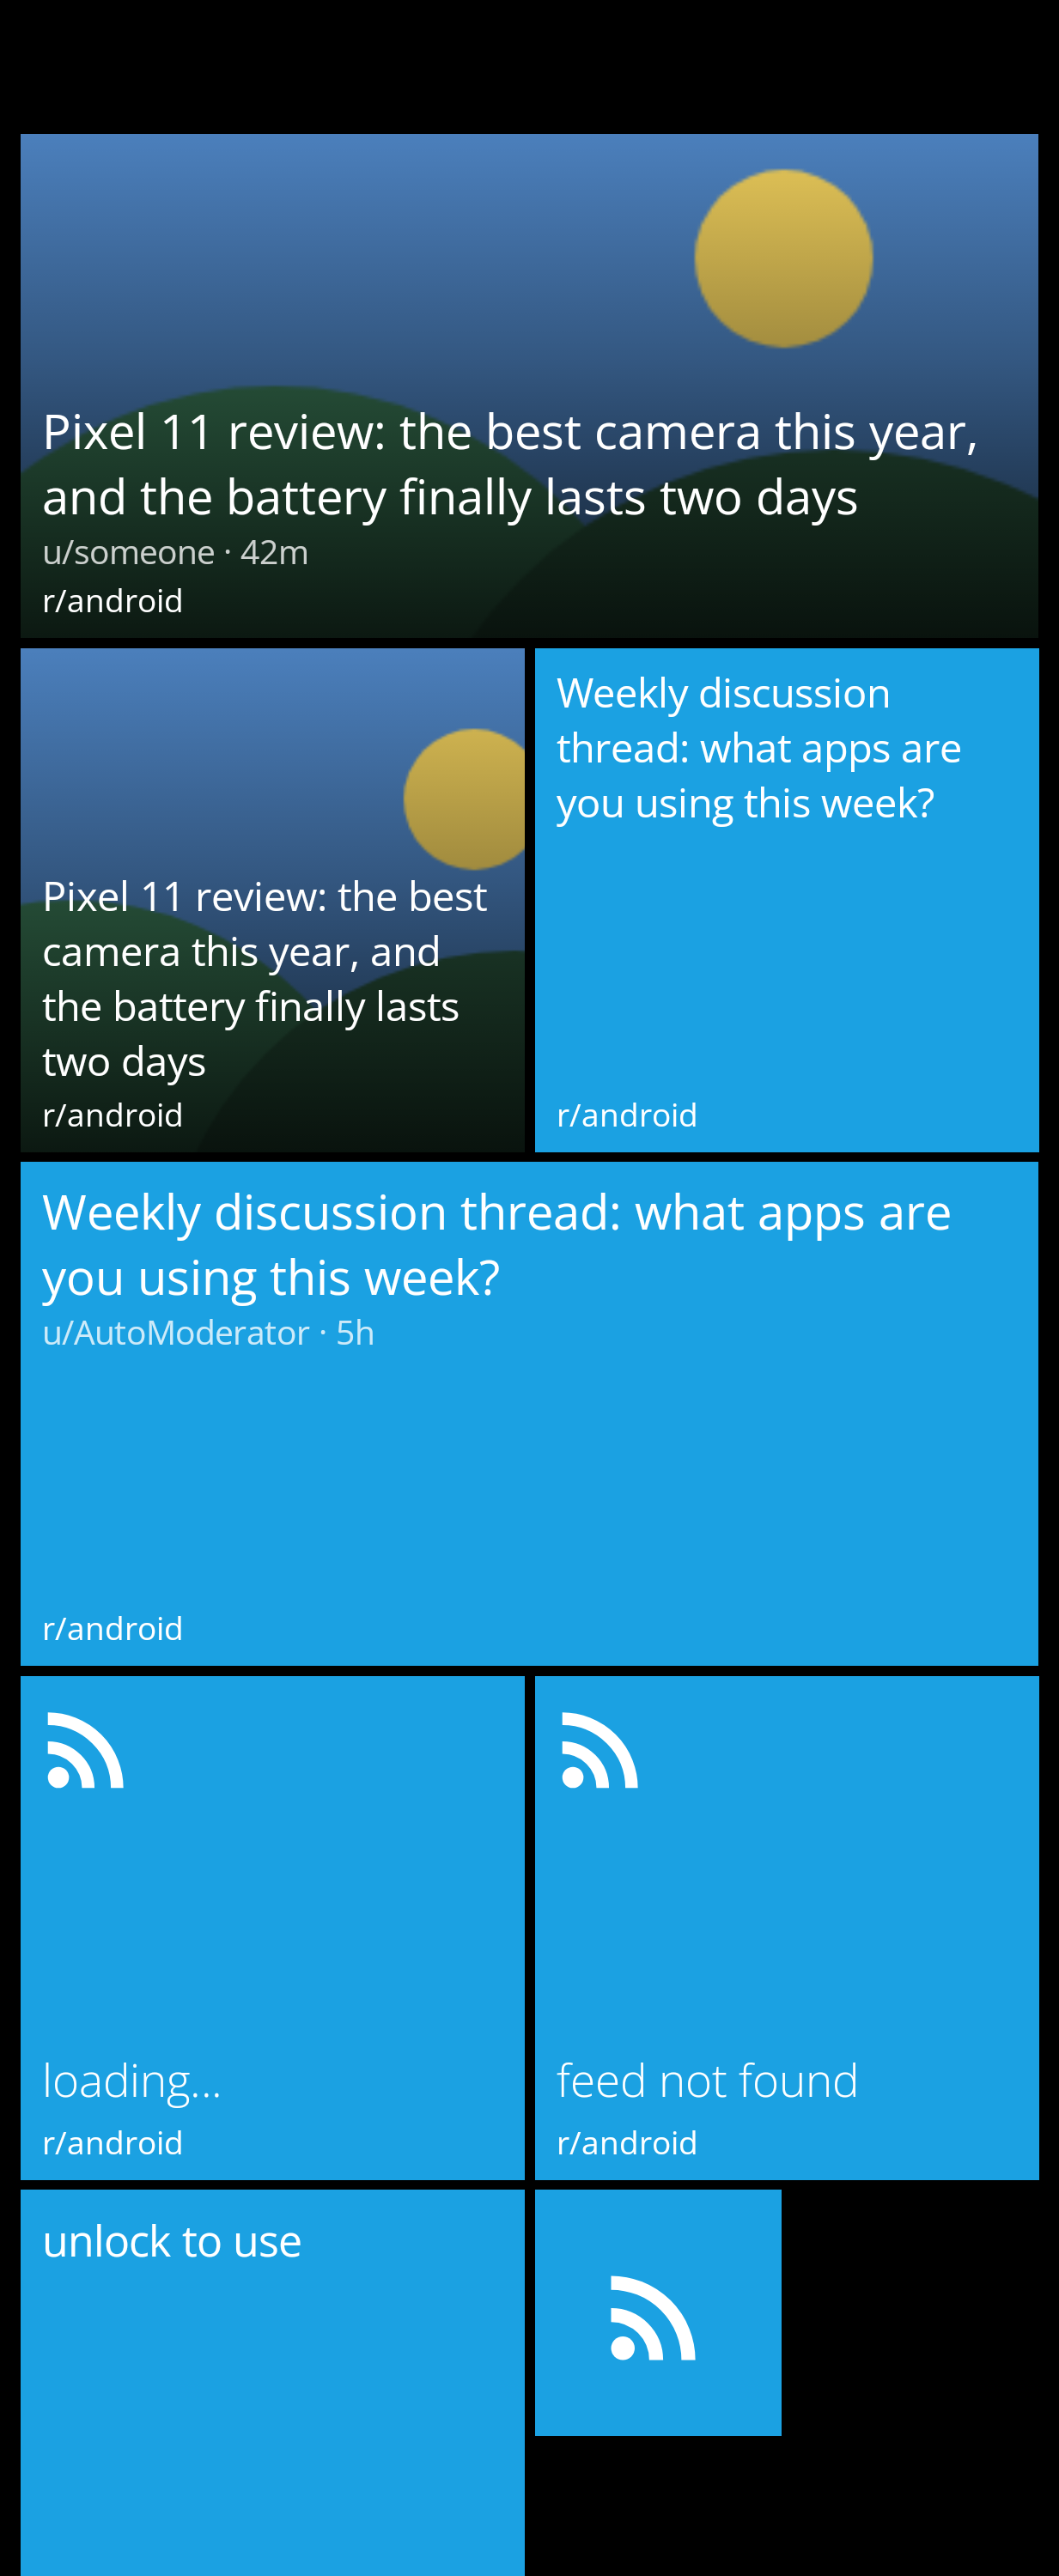 Pixel 11 review: the best camera this year,
and the battery finally lasts two days
u/someone · 42m
r/android
Pixel 11 review: the best
camera this year, and
the battery finally lasts
two days
r/android
Weekly discussion
thread: what apps are
you using this week?
r/android
Weekly discussion thread: what apps are
you using this week?
u/AutoModerator · 5h
r/android
loading...
r/android
feed not found
r/android
unlock to use